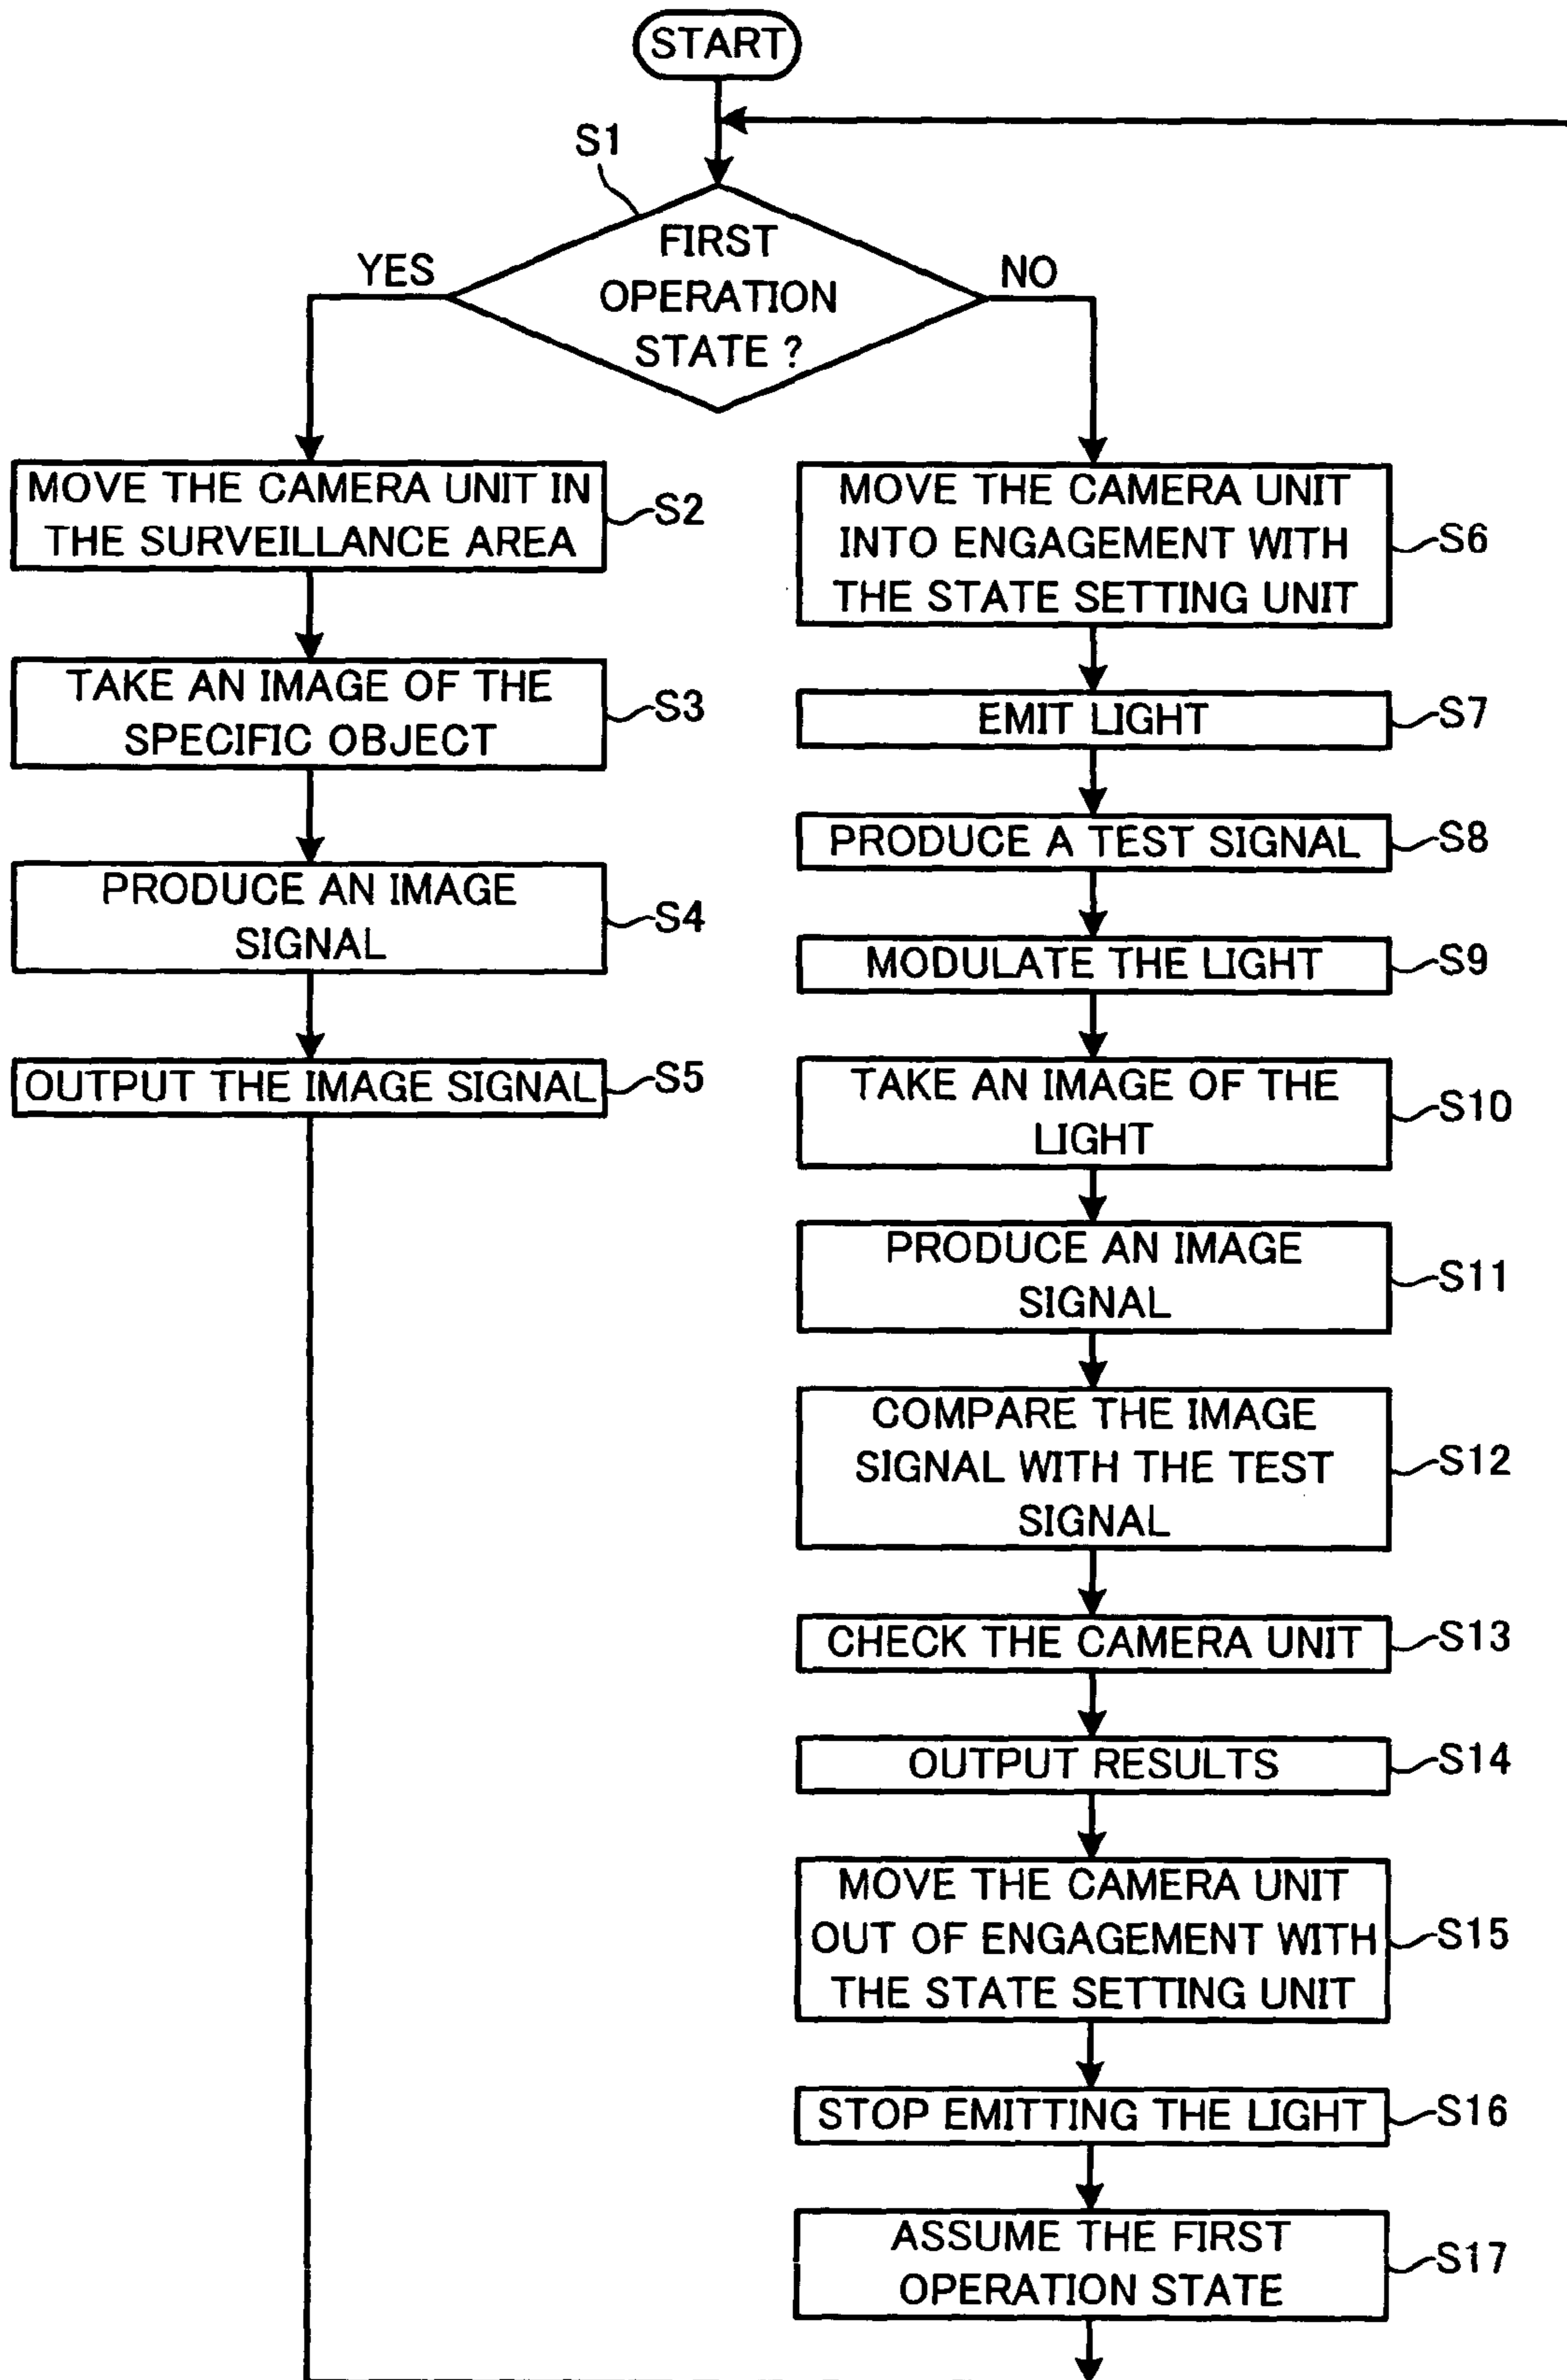 START
S1
FIRST
OPERATION
STATE ?
YES
NO
MOVE THE CAMERA UNIT IN
THE SURVEILLANCE AREA
S2
TAKE AN IMAGE OF THE
SPECIFIC OBJECT
S3
PRODUCE AN IMAGE
SIGNAL
S4
OUTPUT THE IMAGE SIGNAL
S5
MOVE THE CAMERA UNIT
INTO ENGAGEMENT WITH
THE STATE SETTING UNIT
S6
EMIT LIGHT
S7
PRODUCE A TEST SIGNAL
S8
MODULATE THE LIGHT
S9
TAKE AN IMAGE OF THE
LIGHT
S10
PRODUCE AN IMAGE
SIGNAL
S11
COMPARE THE IMAGE
SIGNAL WITH THE TEST
SIGNAL
S12
CHECK THE CAMERA UNIT
S13
OUTPUT RESULTS
S14
MOVE THE CAMERA UNIT
OUT OF ENGAGEMENT WITH
THE STATE SETTING UNIT
S15
STOP EMITTING THE LIGHT
S16
ASSUME THE FIRST
OPERATION STATE
S17